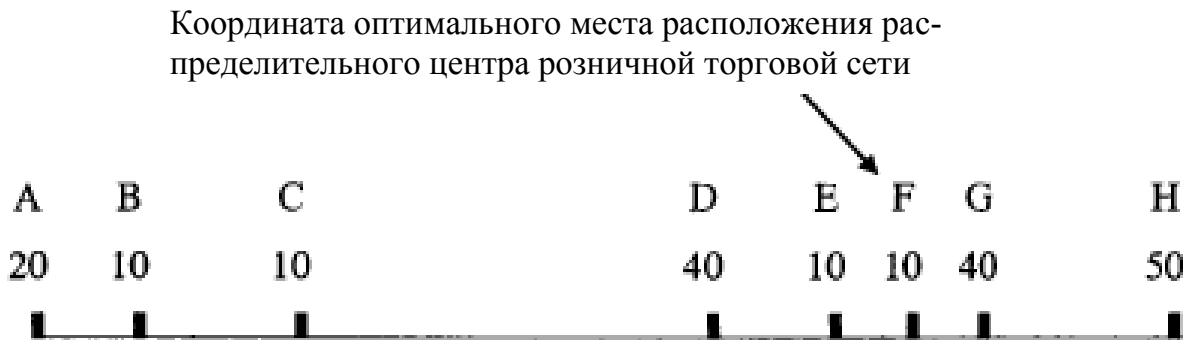 Координата оптимального места расположения рас-
пределительного центра розничной торговой сети
A B C D E F G H
20 10 10 40 10 10 40 50